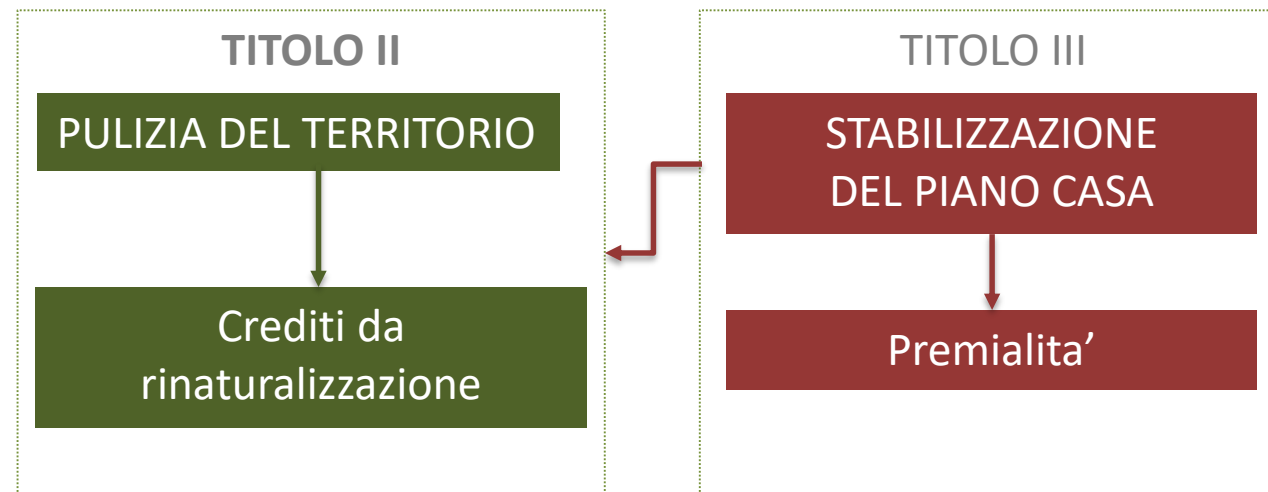 TITOLO II
PULIZIA DEL TERRITORIO
Crediti da
rinaturalizzazione
TITOLO III
STABILIZZAZIONE
DEL PIANO CASA
Premialita’